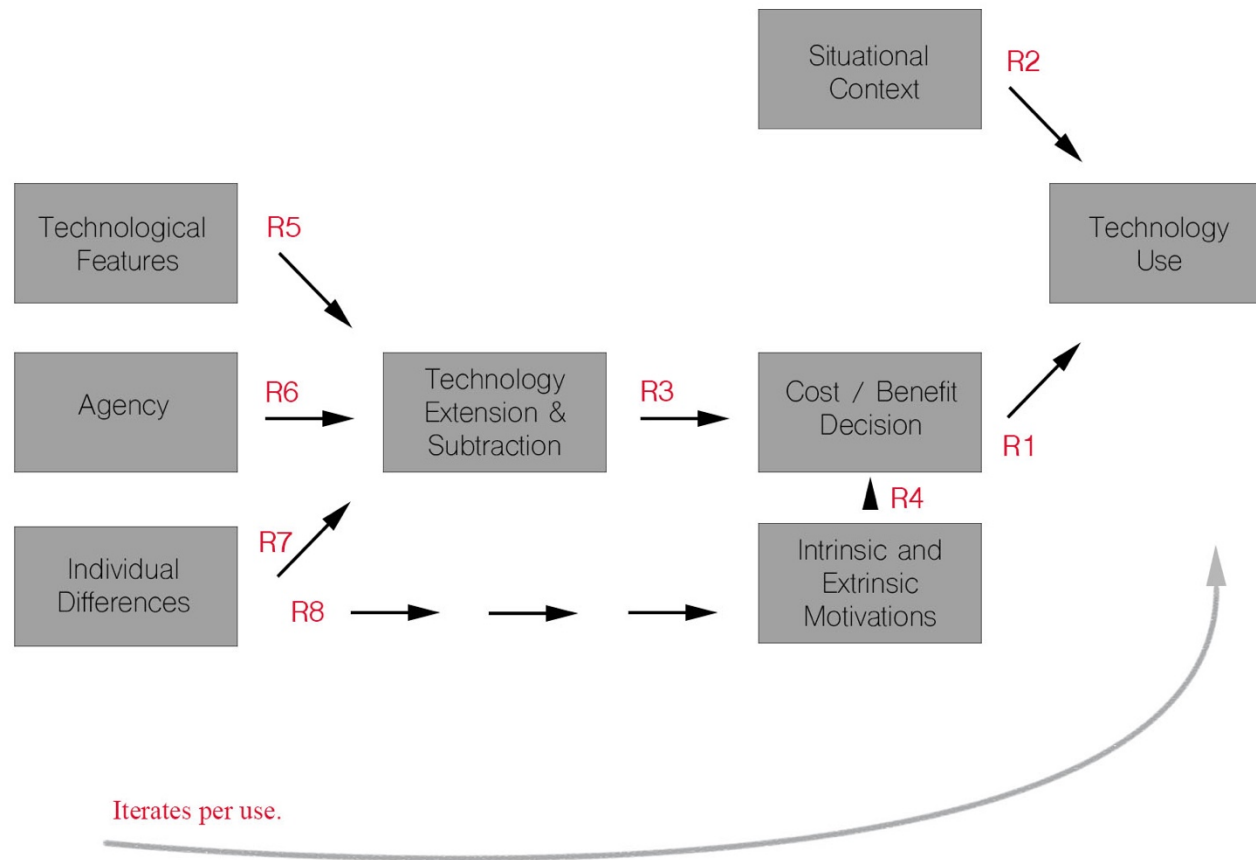 Situational
Context
R2
Technological
Features
R5
Technology
Use
Agency
R6
Technology
Extension &
Subtraction
R3
Cost / Benefit
Decision
R1
R4
Individual
Differences
R7
R8
Intrinsic and
Extrinsic
Motivations
Iterates per use.